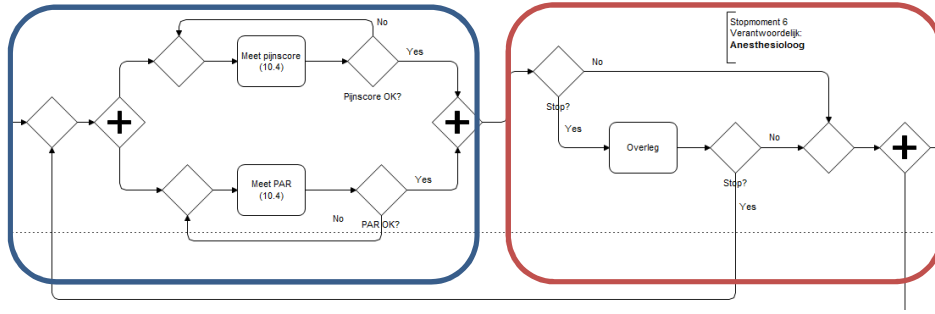 No
Meet pijnscore
(10.4)
Yes
Pijnscore OK?
Meet PAR
(10.4)
Yes
No
PAR OK?
Stopmoment 6
Verantwoordelijk:
Anesthesioloog
No
Stop?
Yes
Overleg
No
Stop?
Yes